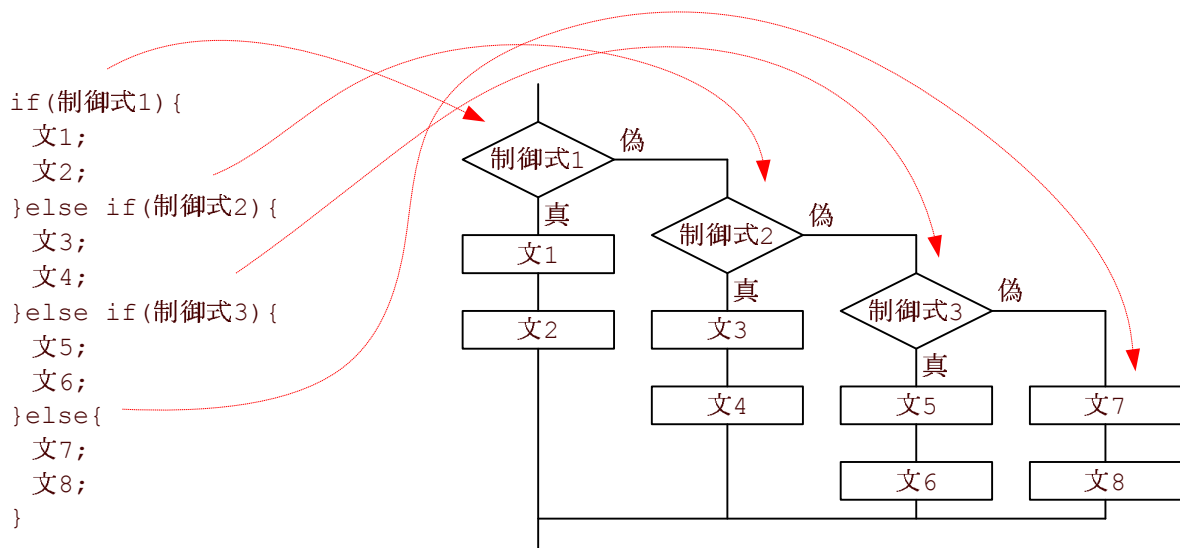 if(制御式1){
文1;
文2;
}else if(制御式2){
文3;
文4;
}else if(制御式3){
文5;
文6;
}else{
文7;
文8;
}
制御式1
偽
真
文1
文2
制御式2
偽
真
文3
文4
制御式3
偽
真
文5
文6
文7
文8